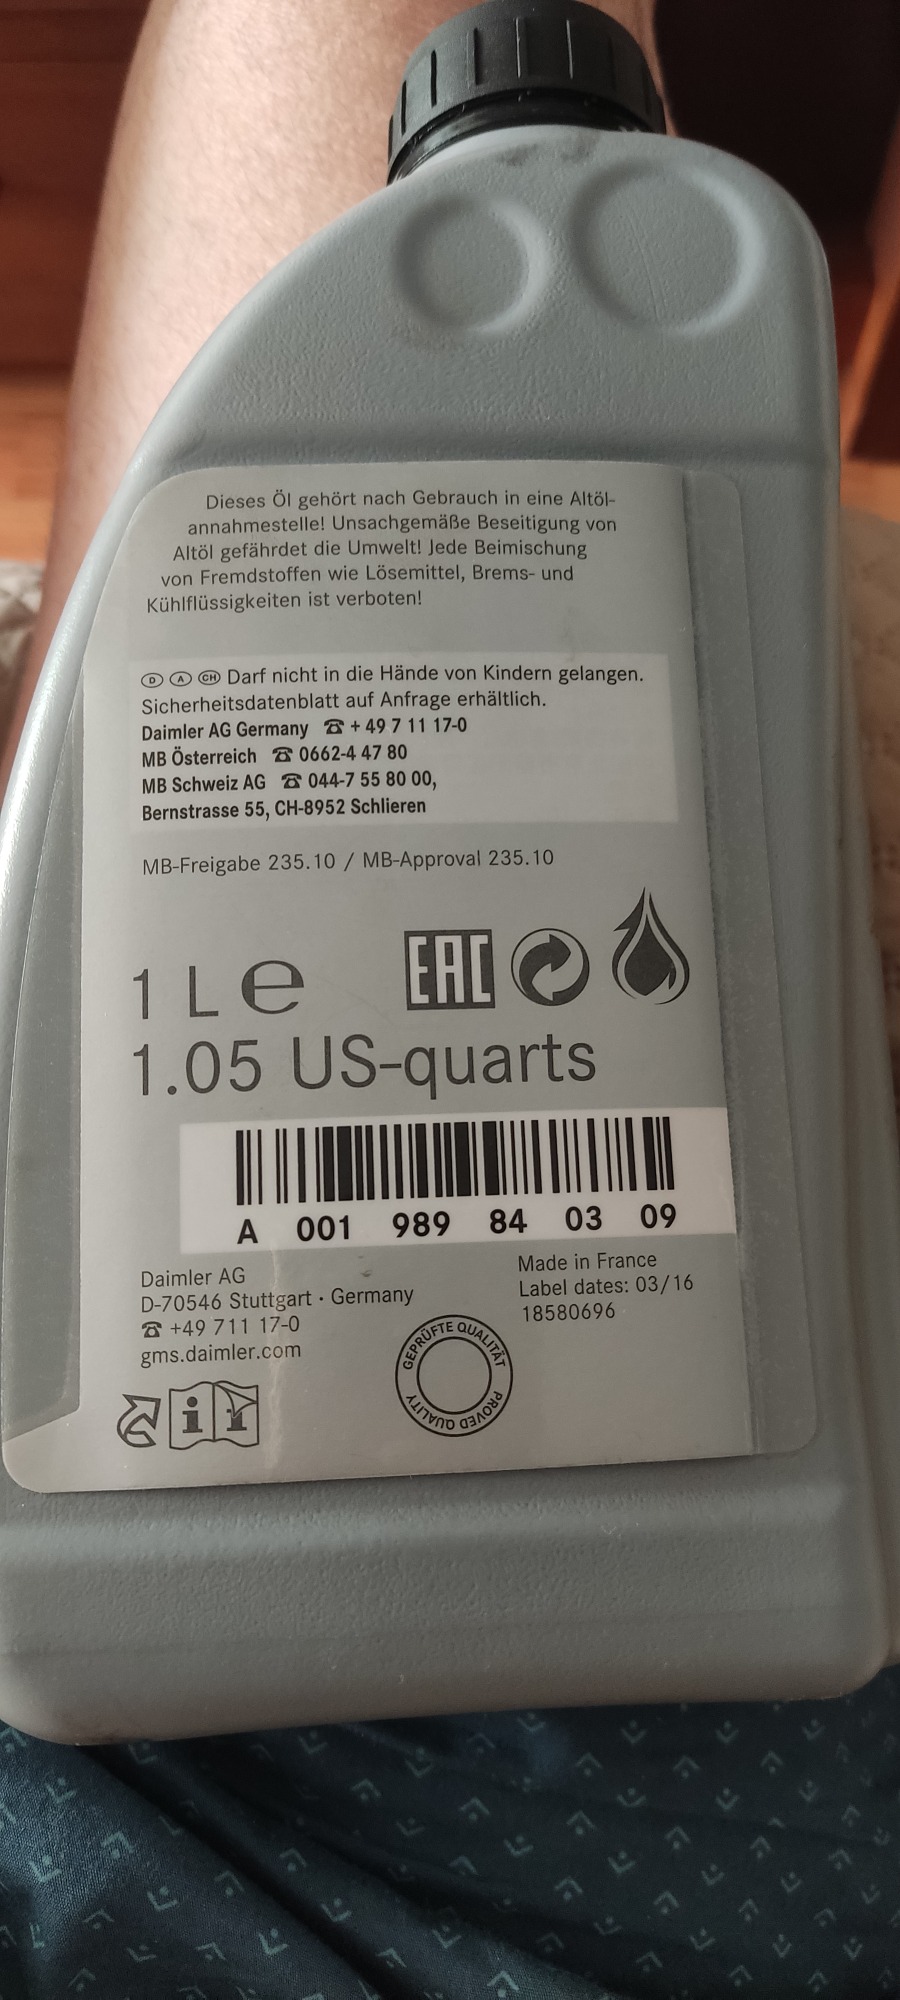 Dieses Öl gehört nach Gebrauch in eine Altöl-
annahmestelle! Unsachgemäße Beseitigung von
Altöl gefährdet die Umwelt! Jede Beimischung
von Fremdstoffen wie Lösemittel, Brems- und
Kühlflüssigkeiten ist verboten!
D A CH Darf nicht in die Hände von Kindern gelangen.
Sicherheitsdatenblatt auf Anfrage erhältlich.
Daimler AG Germany ☎ + 49 7 11 17-0
MB Österreich ☎ 0662-4 47 80
MB Schweiz AG ☎ 044-7 55 80 00,
Bernstrasse 55, CH-8952 Schlieren
MB-Freigabe 235.10 / MB-Approval 235.10
1 L e
EAC
1.05 US-quarts
A 001 989 84 03 09
Daimler AG
D-70546 Stuttgart · Germany
☎ +49 711 17-0
gms.daimler.com
Made in France
Label dates: 03/16
18580696
GEPRÜFTE QUALITÄT
PROVED QUALITY